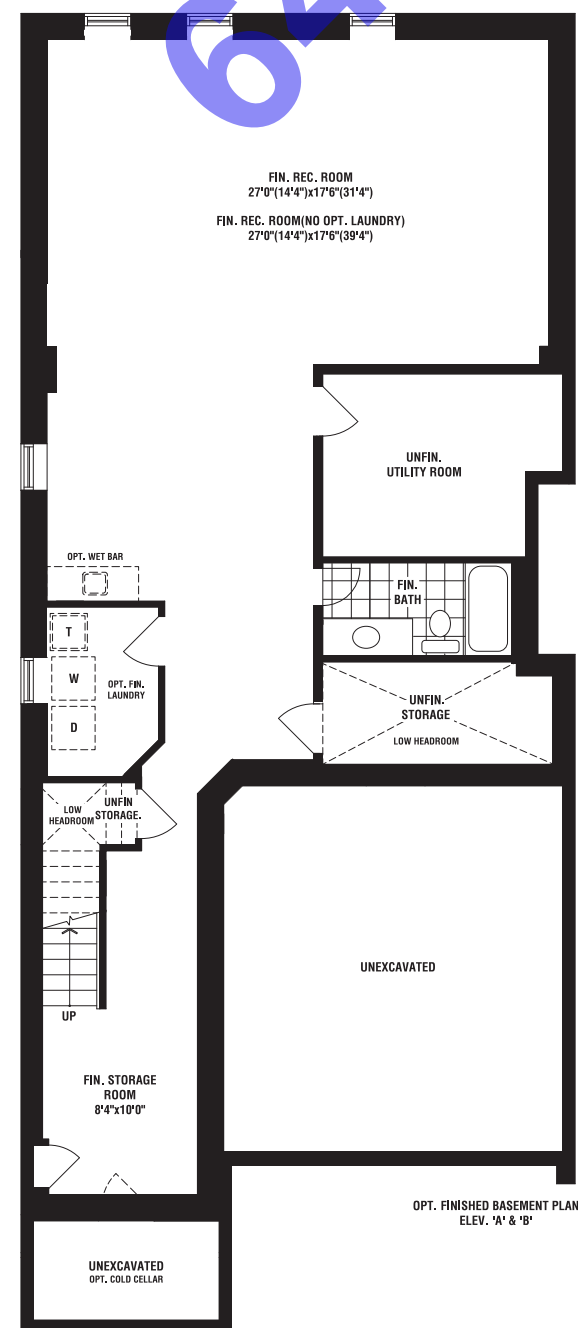 64
FIN. REC. ROOM
27'0"(14'4")x17'6"(31'4")
FIN. REC. ROOM(NO OPT. LAUNDRY)
27'0"(14'4")x17'6"(39'4")
UNFIN.
UTILITY ROOM
OPT. WET BAR
FIN.
BATH
T
W
D
OPT. FIN.
LAUNDRY
UNFIN.
STORAGE
LOW HEADROOM
LOW
HEADROOM
UNFIN
STORAGE.
UP
UNEXCAVATED
FIN. STORAGE
ROOM
8'4"x10'0"
OPT. FINISHED BASEMENT PLAN
ELEV. 'A' & 'B'
UNEXCAVATED
OPT. COLD CELLAR